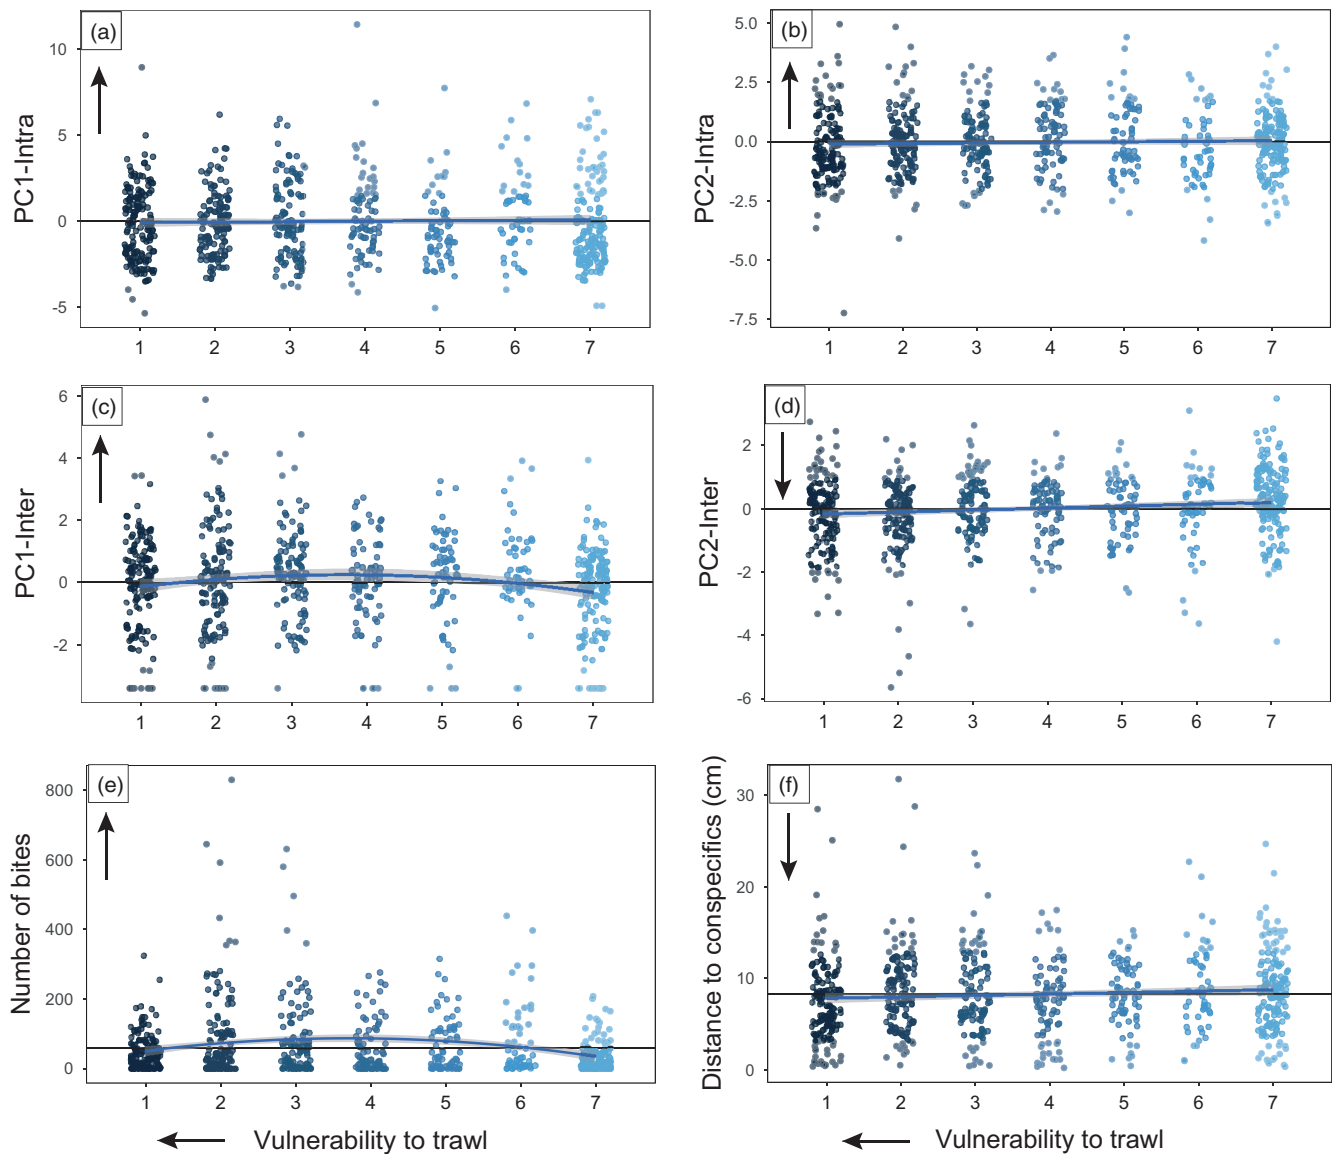 (a)
PC1-Intra
10
5
0
-5
1 2 3 4 5 6 7
(b)
PC2-Intra
5.0
2.5
0.0
-2.5
-5.0
-7.5
1 2 3 4 5 6 7
(c)
PC1-Inter
6
4
2
0
-2
1 2 3 4 5 6 7
(d)
PC2-Inter
2
0
-2
-4
-6
1 2 3 4 5 6 7
(e)
Number of bites
800
600
400
200
0
1 2 3 4 5 6 7
Vulnerability to trawl
(f)
Distance to conspecifics (cm)
30
20
10
0
1 2 3 4 5 6 7
Vulnerability to trawl